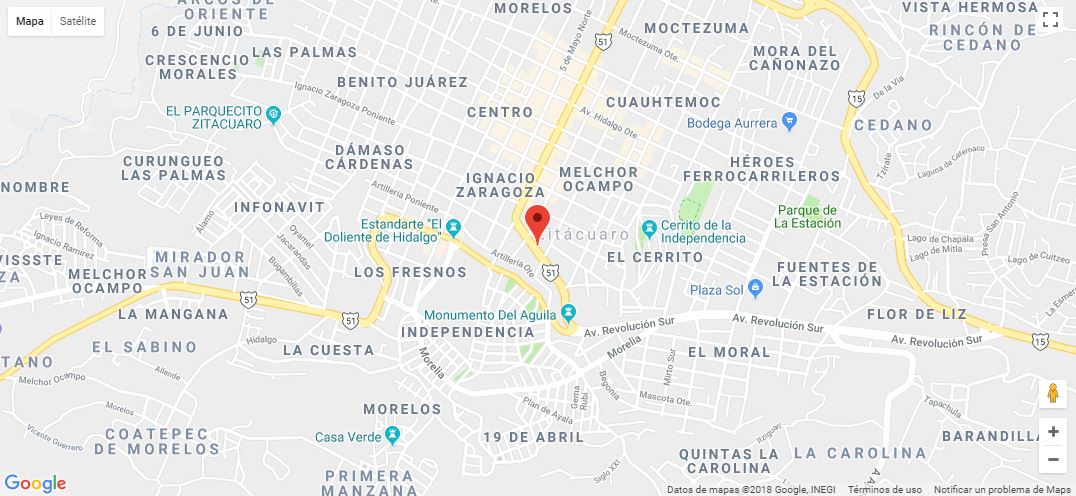 Mapa
Satélite
ARCOS DE
ORIENTE
6 DE JUNIO
CRESCENCIO
MORALES
LAS PALMAS
MORELOS
5 de Mayo Norte
51
MOCTEZUMA
Moctezuma Ote.
VISTA HERMOSA
RINCÓN DE
CEDANO
MORA DEL
CAÑONAZO
De la Via
15
BENITO JUÁREZ
Ignacio Zaragoza Poniente
EL PARQUECITO
ZITACUARO
CENTRO
CUAUHTEMOC
Av. Hidalgo Ote.
Bodega Aurrera
CEDANO
DÁMASO
CÁRDENAS
CURUNGUEO
LAS PALMAS
NOMBRE
IGNACIO
ZARAGOZA
MELCHOR
OCAMPO
HÉROES
FERROCARRILEROS
Tzirate
Laguna de Catemaco
INFONAVIT
Artillería Poniente
Leyes de Reforma
Alamo
Oyamel
Jacarandas
Bugambilias
Ignacio Ramirez
Estandarte "El
Doliente de Hidalgo"
Artilleria Ote
Zitácuaro
Cerrito de la
Independencia
Parque de
La Estación
Presa San Antonio
Lago de Chapala
Lago de Mitla
Lago de Cuitzeo
VISSSTE
ZA
MIRADOR
SAN JUAN
MELCHOR
OCAMPO
LOS FRESNOS
51
EL CERRITO
FUENTES DE
LA ESTACIÓN
Plaza Sol
51
51
LA MANGANA
Monumento Del Aguila
Av. Revolución Sur
Av. Revolución Sur
FLOR DE LIZ
Av. Revolución Sur
15
INDEPENDENCIA
Hidalgo
EL SABINO
LA CUESTA
TANO
Morelia
Morelia
EL MORAL
Mirto Sur
Melchor Ocampo
Allende
Begonia
Gema
Rubí
Mascota Ote.
Morelos
MORELOS
Plan de Ayala
Tapachula
Vicente Guerrero
COATEPEC
DE MORELOS
Casa Verde
19 DE ABRIL
Itziguary
BARANDILLA
Siglo XXI
QUINTAS LA
CAROLINA
LA CAROLINA
PRIMERA
MANZANA
Google
Datos de mapas ©2018 Google, INEGI
Términos de uso
Notificar un problema de Maps